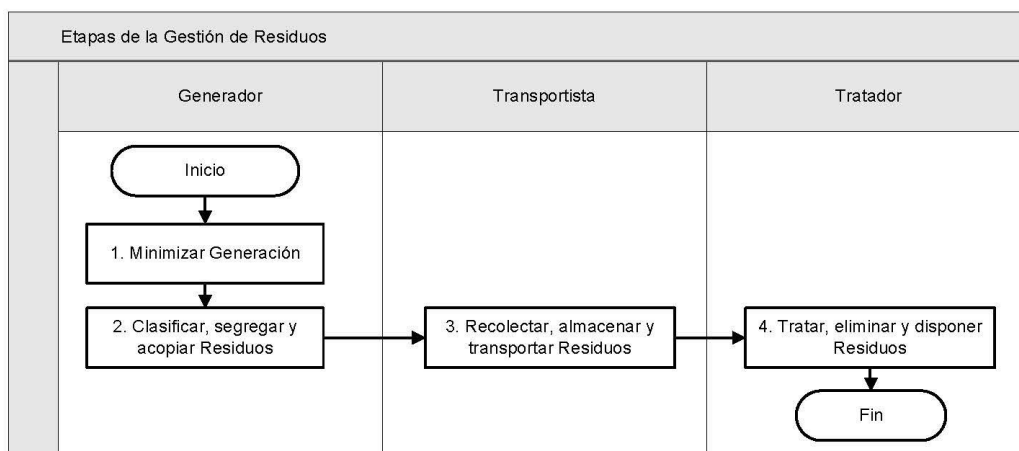 Etapas de la Gestión de Residuos
Generador
Transportista
Tratador
Inicio
1. Minimizar Generación
2. Clasificar, segregar y
acopiar Residuos
3. Recolectar, almacenar y
transportar Residuos
4. Tratar, eliminar y disponer
Residuos
Fin